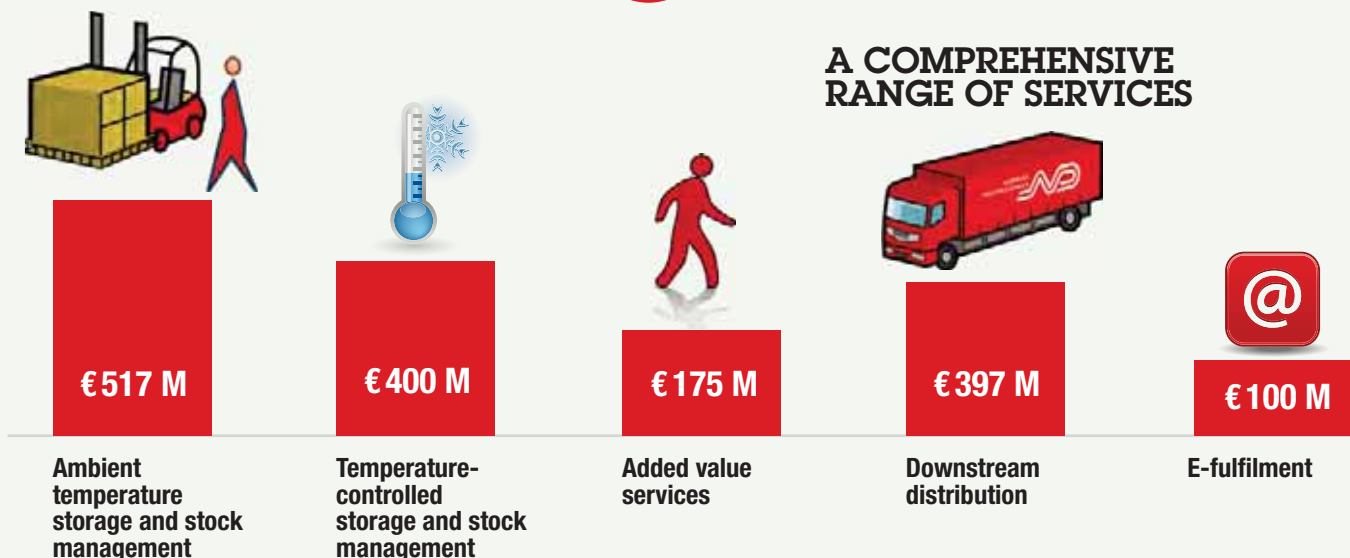 A COMPREHENSIVE
RANGE OF SERVICES
€ 517 M
€ 400 M
€ 175 M
€ 397 M
€ 100 M
Ambient
temperature
storage and stock
management
Temperature-
controlled
storage and stock
management
Added value
services
Downstream
distribution
E-fulfilment
@